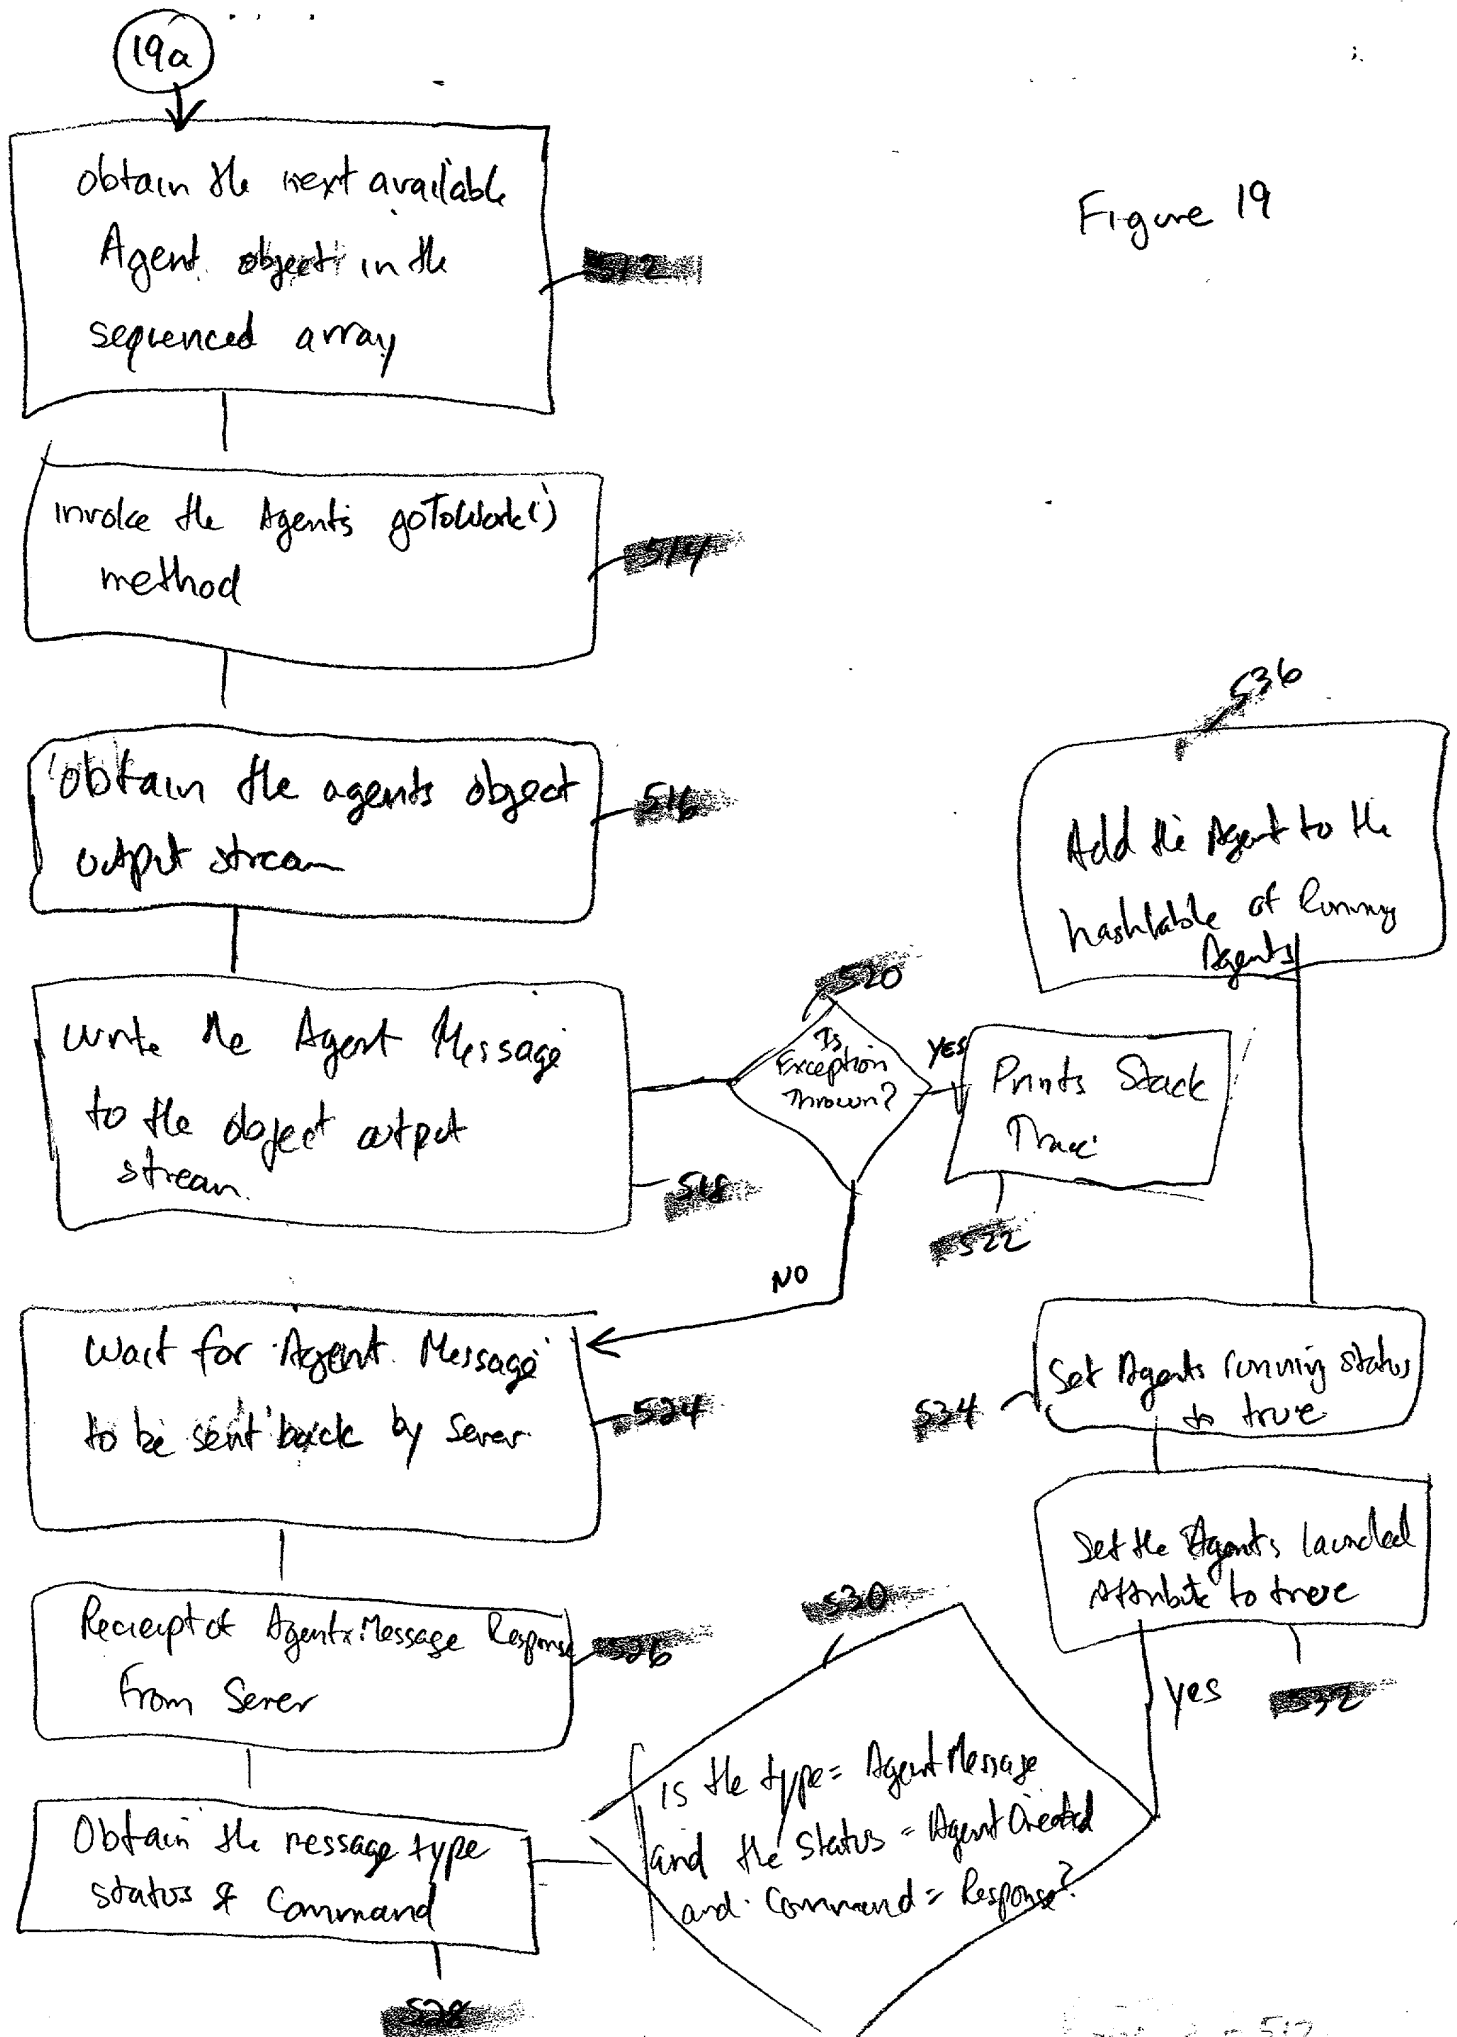 19a
Figure 19
obtain the next available
Agent object in the
sequenced array
512
invoke the Agents goToWork()
method
514
obtain the agents object
output stream
516
write the Agent Message
to the object output
stream.
518
520
Is
Exception
Thrown?
YES
NO
Prints Stack
Trace
522
wait for Agent Message
to be sent back by Server
524
Recieipt of Agent Message Response
from Server
526
Obtain the message type
status & Command
528
530
is the type = AgentMessage
and the status = AgentCreated
and Command = Response?
yes
Set the Agents launched
Attribute to true
532
Set Agents running status
to true
534
536
Add the Agent to the
hashtable of Running
Agents